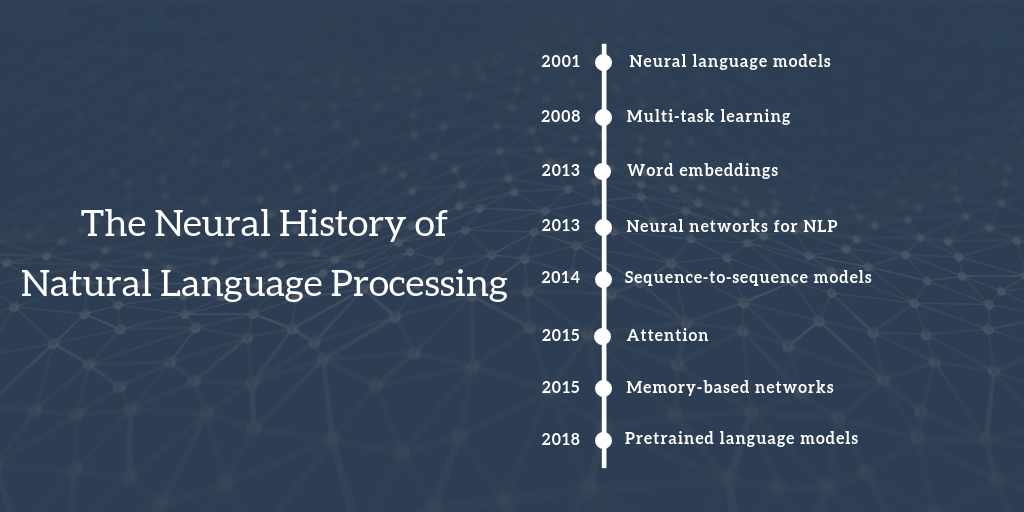 The Neural History of
Natural Language Processing
2001 Neural language models
2008 Multi-task learning
2013 Word embeddings
2013 Neural networks for NLP
2014 Sequence-to-sequence models
2015 Attention
2015 Memory-based networks
2018 Pretrained language models